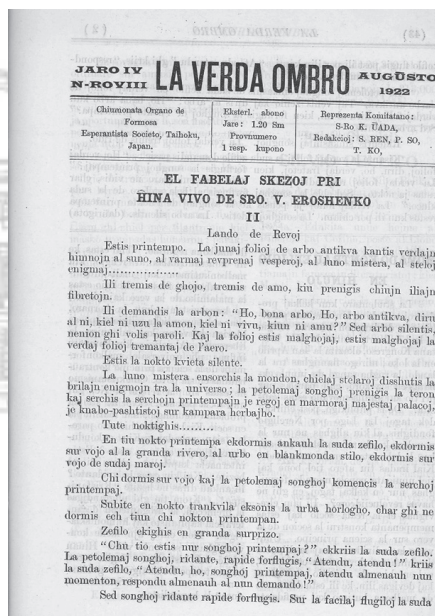 JARO IV
N-ROVIII
LA VERDA OMBRO
AUGŬSTO
1922
Chiumonata Organo de
Formosa
Esperantista Societo, Taihoku,
Japan.
Eksterl. abono
Jare: 1.20 Sm
Provnumero
1 resp. kupono
Reprezenta Komitatano:
S-Ro K. ŬADA,
Redakcioj: S. REN, P. SO,
T. KO,
EL FABELAJ SKEZOJ PRI
HINA VIVO DE SRO. V. EROSHENKO
II
Lando de Revoj
Estis printempo. La junaj folioj de arbo antikva kantis verdajn
himnojn al suno, al varmaj revprenaj vesperoj, al luno mistera, al steloj
enigmaj..................
Ili tremis de ghojo, tremis de amo, kiu prenigis chiujn iliajn
fibretojn.
Ili demandis la arbon: "Ho, bona arbo, Ho, arbo antikva, diru
al ni, kiel ni uzu la amon, kiel ni vivu, kiun ni amu?" Sed arbo silentis,
nenion ghi volis paroli. Kaj la folioj estis malghojaj, estis malghojaj la
verdaj folioj tremantaj de l'aero.
Estis la nokto kvieta silente.
La luno mistera ensorchis la mondon, chielaj stelaroj disshutis la
brilajn enigmojn tra la universo; la petolemaj songhoj prenigis la teron
kaj serchis la serchojn printempajn je regoj en marmoraj majestaj palacoj,
je knabo-pashtistoj sur kampara herbajho.
Tute noktighis.........
En tiu nokto printempa ekdormis ankauh la suda zefilo, ekdormis
sur vojo al la granda rivero, al urbo en blankmonda stilo, ekdormis sur
vojo de sudaj maroj.
Chi dormis sur vojo kaj la petolemaj songhoj komencis la serchoj
printempaj.
Subite en nokto trankvila eksonis la urba horlogho, char ghi ne
dormis ech tiun chi nokton printempan.
Zefilo ekighis en granda surprizo.
"Chu tio estis nur songhoj printempaj?" ekkriis la suda zefilo.
La petolemaj songhoj, ridante, rapide forflugis, "Atendu, atendu!" kriis
la suda zefilo, "Atendu, ho, songhoj printempaj, atendu almenauh nun
momenton, respondu almenauh al nun demando!"
Sed songhoj ridante rapide forflugis. Sur la facilaj flugiloj la suda